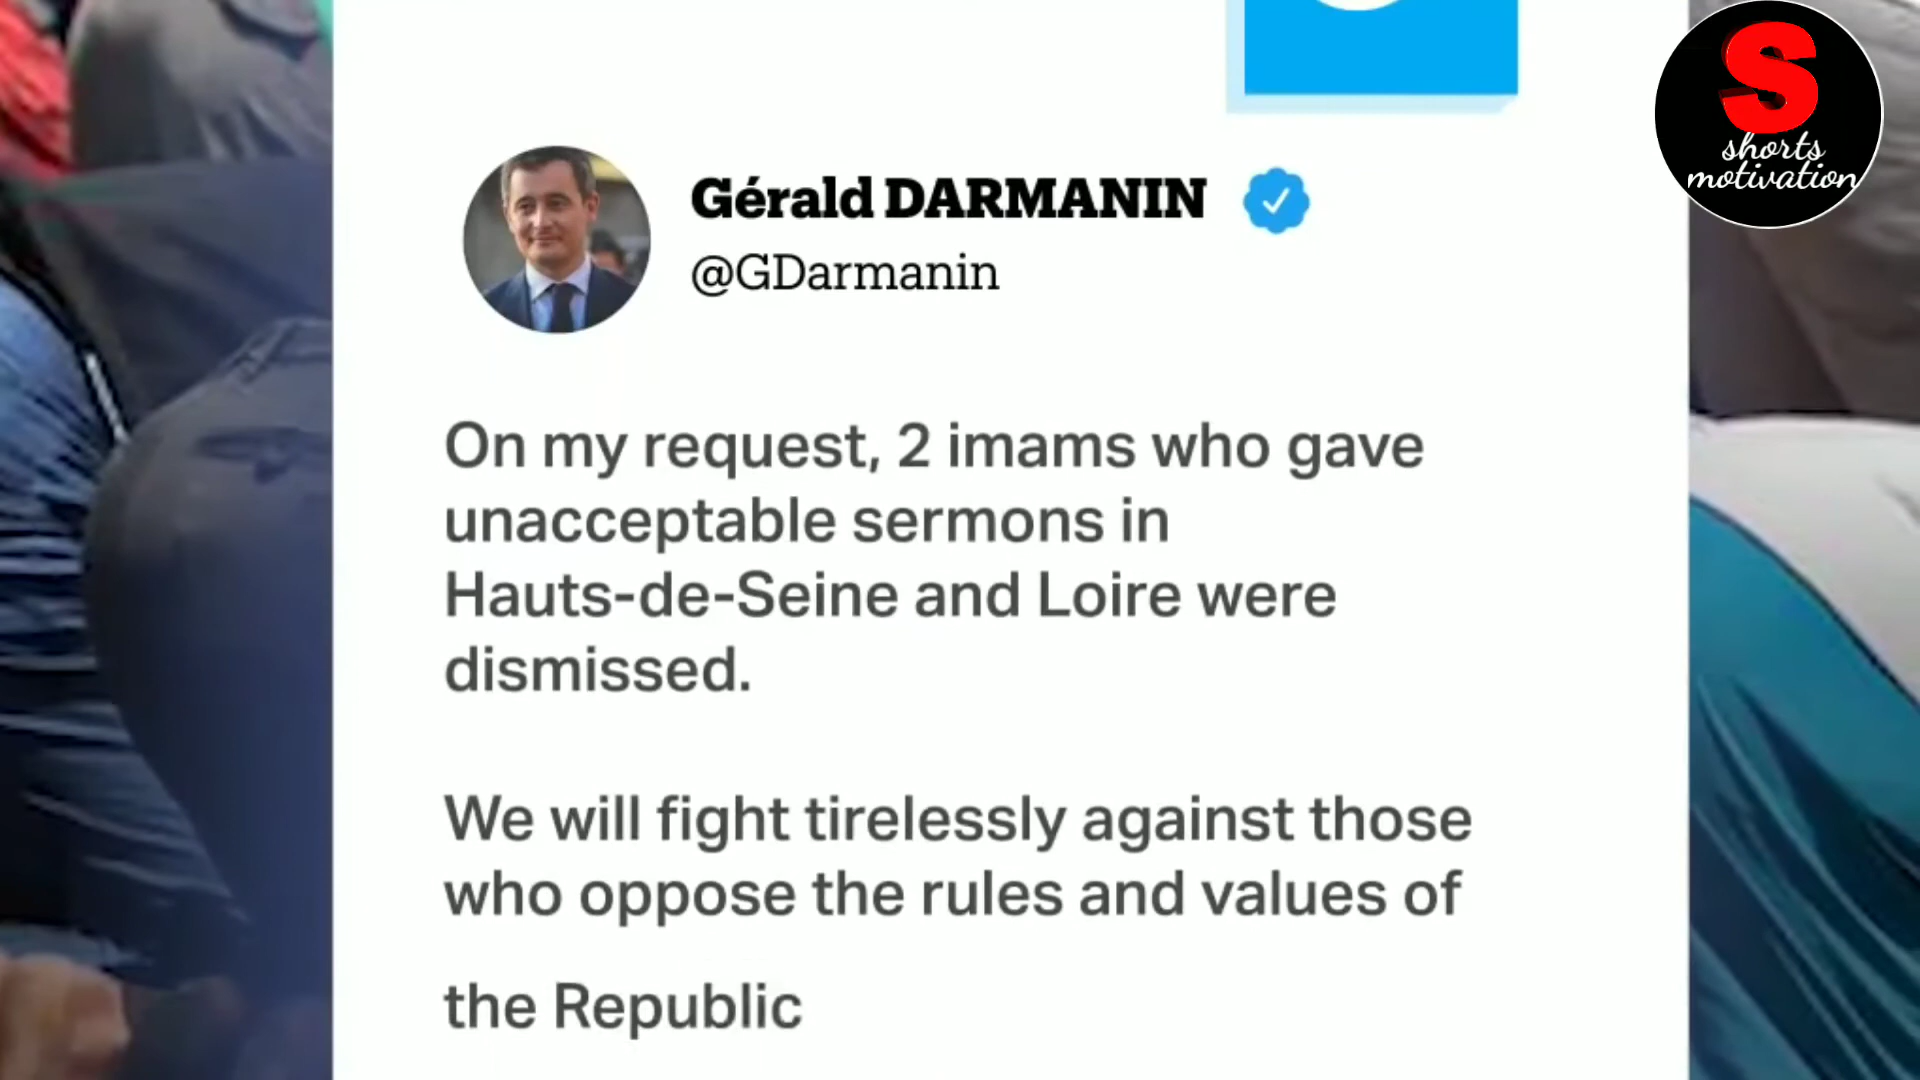 S
shorts
motivation
Gérald DARMANIN
@GDarmanin
On my request, 2 imams who gave
unacceptable sermons in
Hauts-de-Seine and Loire were
dismissed.
We will fight tirelessly against those
who oppose the rules and values of
the Republic